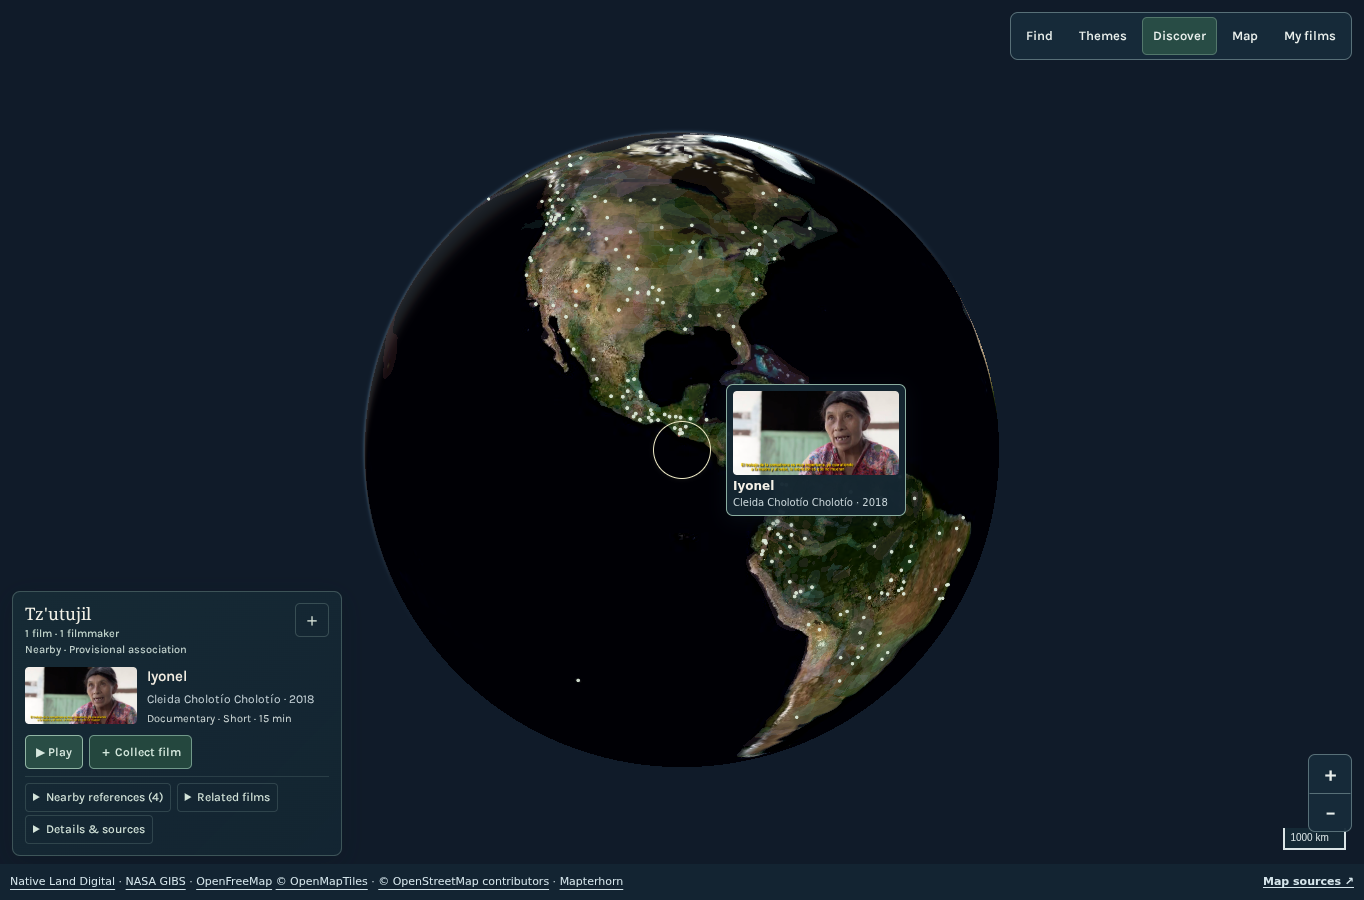 Find
Themes
Discover
Map
My films
Iyonel
Cleida Cholotío Cholotío · 2018
Tz'utujil
+
1 film · 1 filmmaker
Nearby · Provisional association
Iyonel
Cleida Cholotío Cholotío · 2018
Documentary · Short · 15 min
▶ Play
+ Collect film
▶ Nearby references (4)
▶ Related films
▶ Details & sources
+
−
1000 km
Native Land Digital · NASA GIBS · OpenFreeMap © OpenMapTiles · © OpenStreetMap contributors · Mapterhorn
Map sources ↗